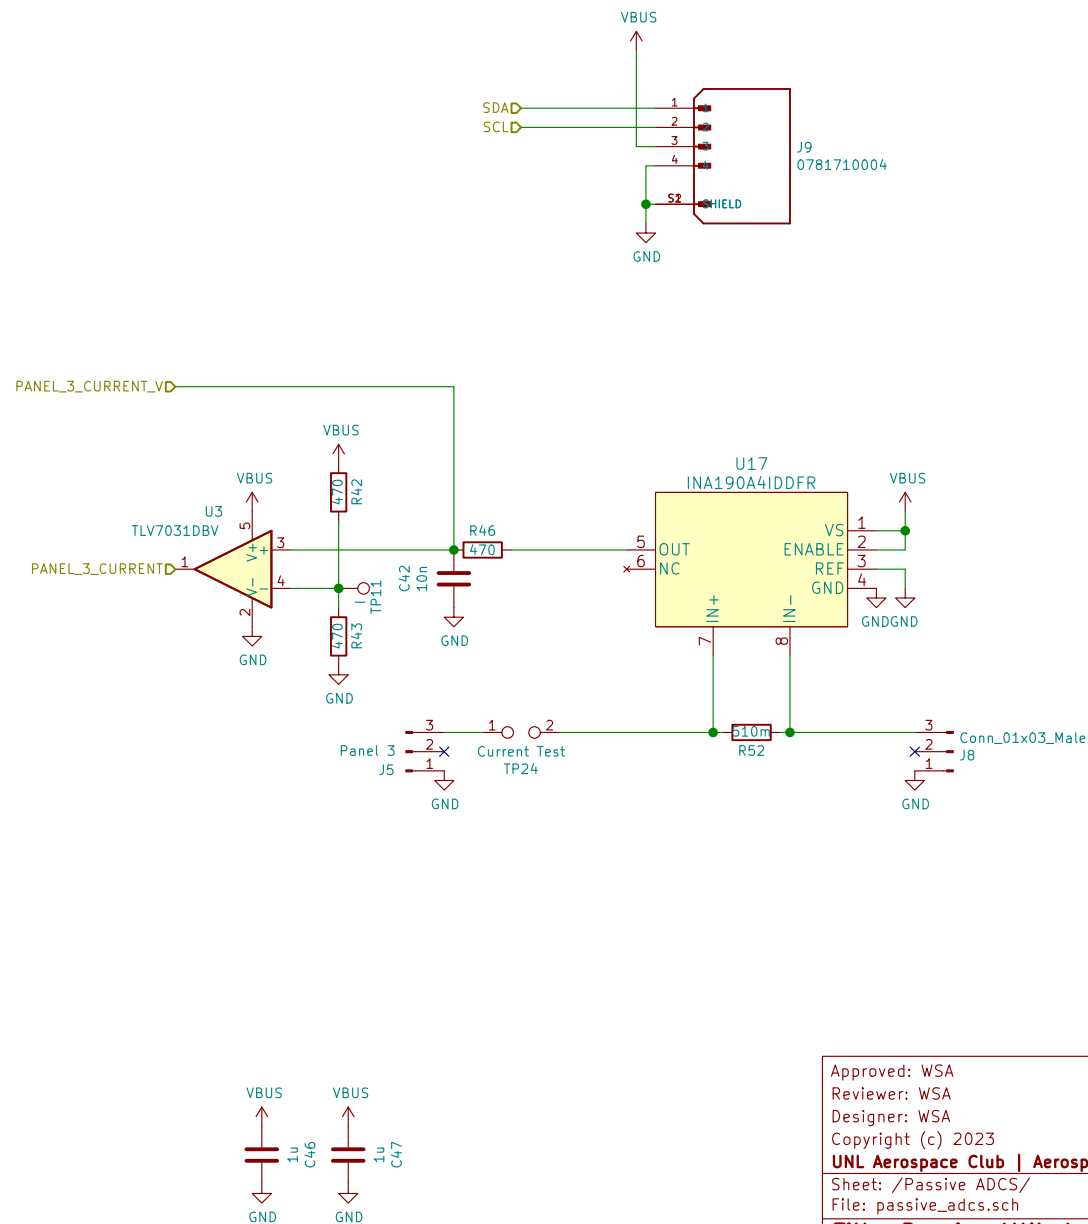 VBUS
SDA
SCL
1
2
3
4
SHIELD
J9
0781710004
GND
PANEL_3_CURRENT_V
VBUS
470
R42
VBUS
U3
TLV7031DBV
5
V+
+
3
PANEL_3_CURRENT
1
4
-
V-
2
GND
TP11
470
R43
GND
R46
470
C42
10n
GND
U17
INA190A4IDDFR
VBUS
5
OUT
6
NC
VS
1
ENABLE
2
REF
3
GND
4
IN+
IN-
7
8
GND
GND
3
1
2
Panel 3
2
Current Test
J5
1
TP24
GND
510m
R52
3
Conn_01x03_Male
2
J8
1
GND
VBUS
VBUS
1u
C46
1u
C47
GND
GND
Approved: WSA
Reviewer: WSA
Designer: WSA
Copyright (c) 2023
UNL Aerospace Club | Aerosp
Sheet: /Passive ADCS/
File: passive_adcs.sch